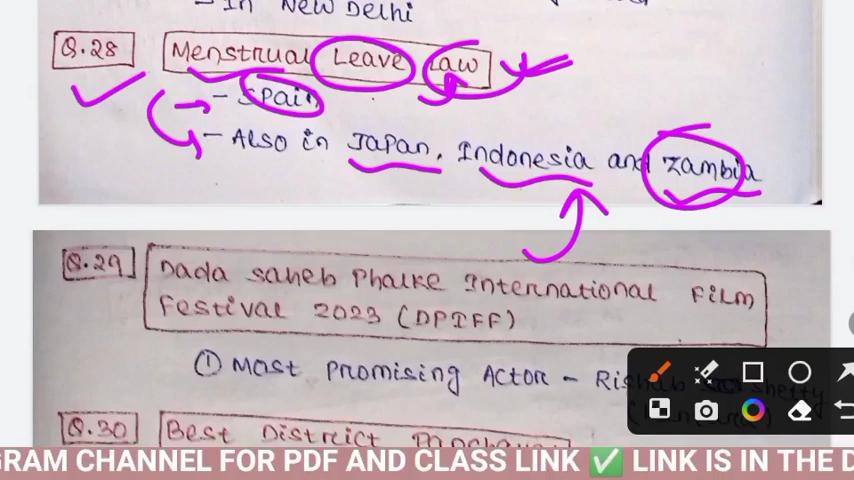 - In New Delhi
Q.28 Menstrual Leave Law
- Spain
- Also in Japan, Indonesia and Zambia
Q.29 Dada saheb Phalke International Film
Festival 2023 (DPIFF)
① Most Promising Actor - Rishab shetty
Q.30 Best District Panchayat
GRAM CHANNEL FOR PDF AND CLASS LINK ✅ LINK IS IN THE D